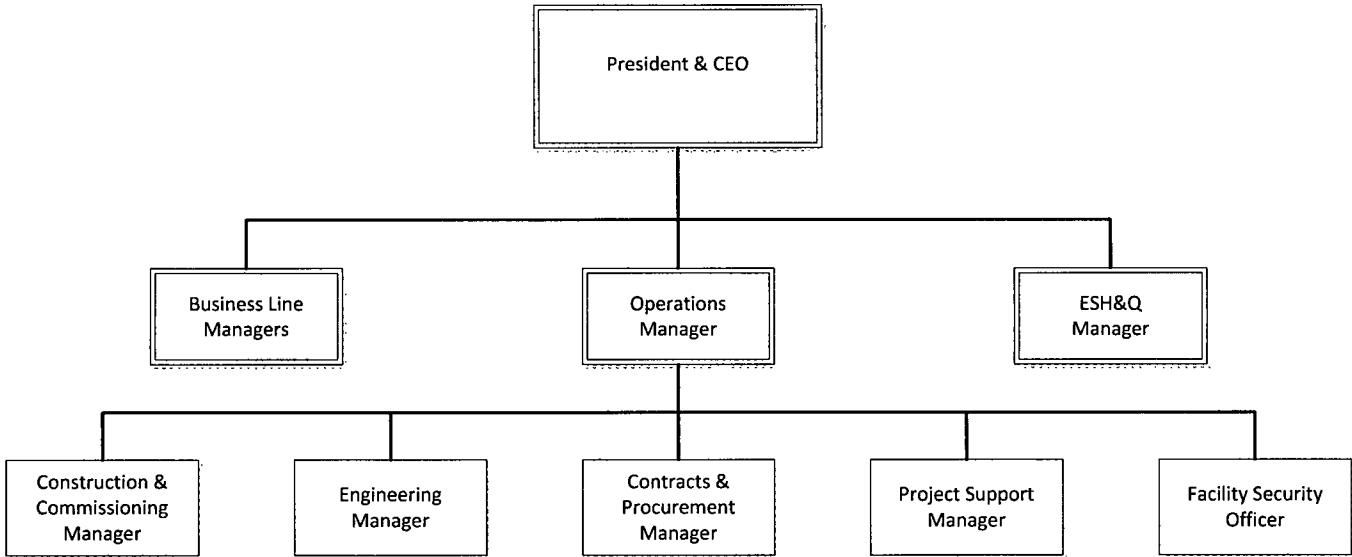 President & CEO
Business Line
Managers
Operations
Manager
ESH&Q
Manager
Construction &
Commissioning
Manager
Engineering
Manager
Contracts &
Procurement
Manager
Project Support
Manager
Facility Security
Officer